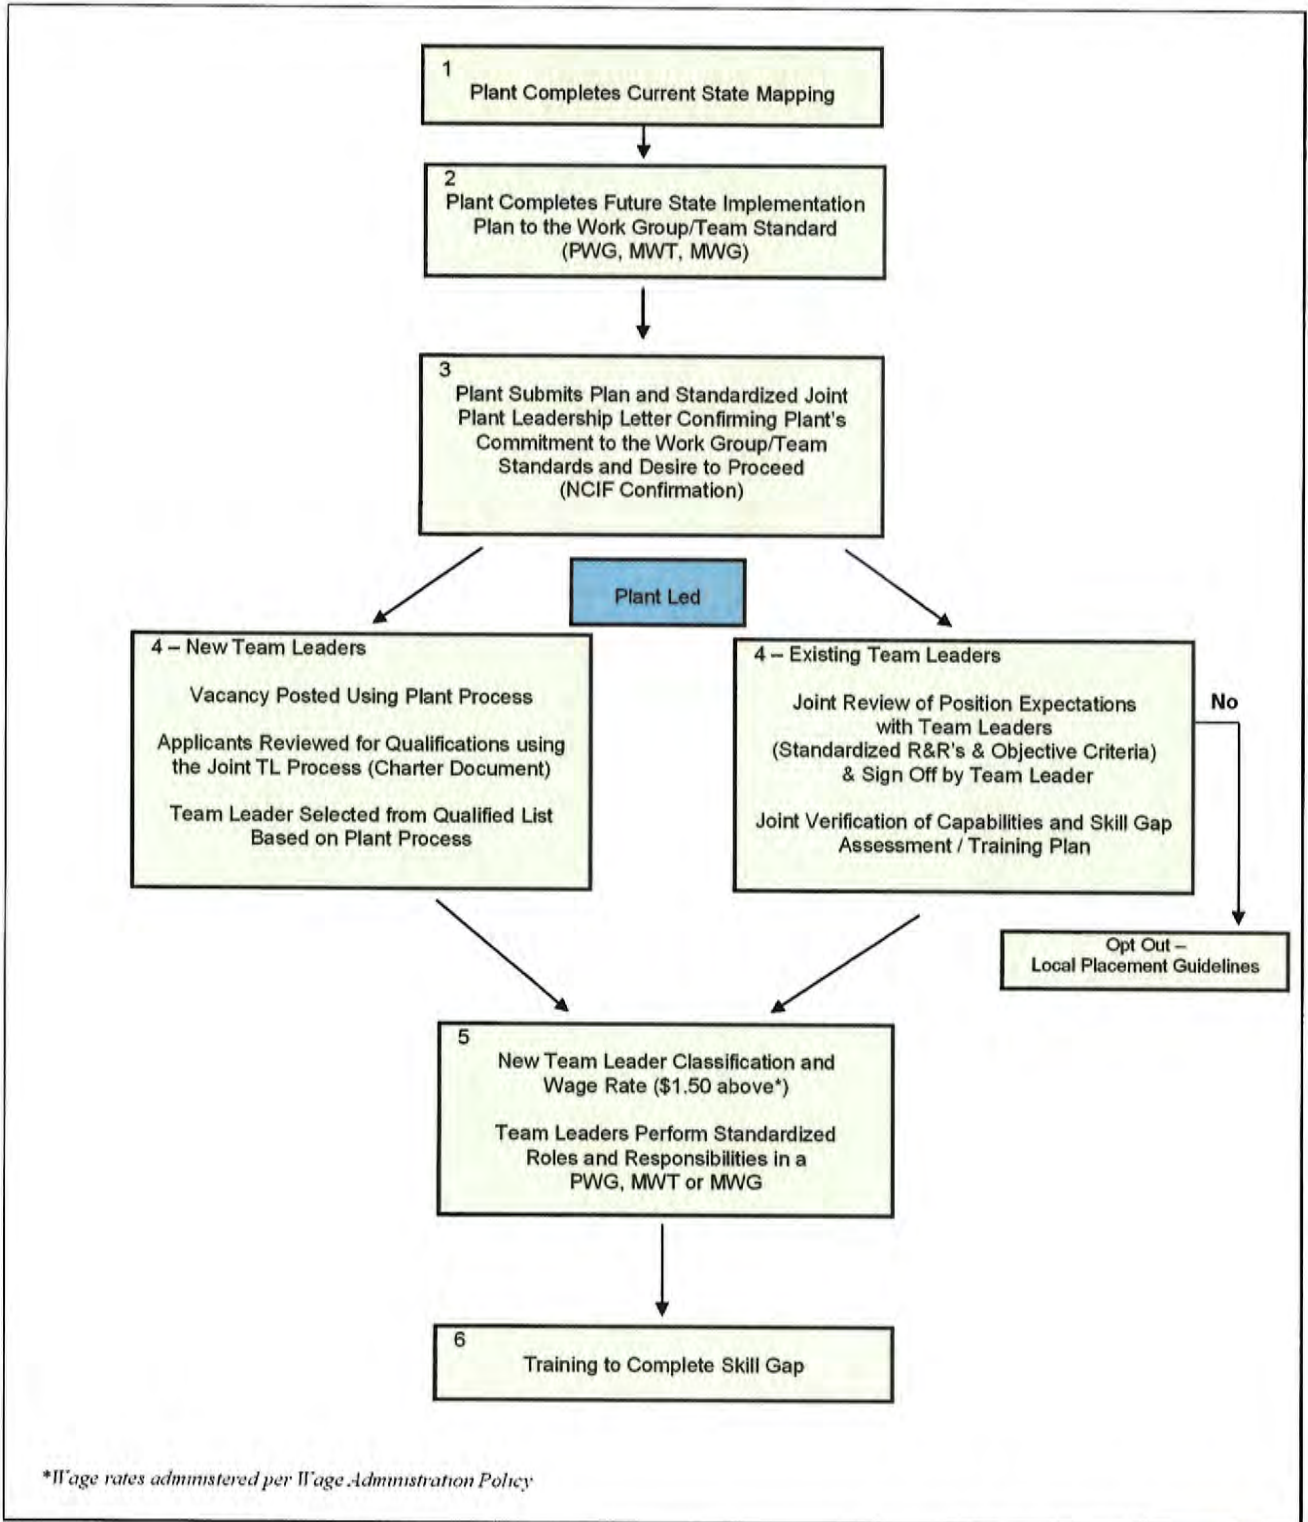 1
Plant Completes Current State Mapping
2
Plant Completes Future State Implementation
Plan to the Work Group/Team Standard
(PWG, MWT, MWG)
3
Plant Submits Plan and Standardized Joint
Plant Leadership Letter Confirming Plant's
Commitment to the Work Group/Team
Standards and Desire to Proceed
(NCIF Confirmation)
Plant Led
4 – New Team Leaders
Vacancy Posted Using Plant Process
Applicants Reviewed for Qualifications using
the Joint TL Process (Charter Document)
Team Leader Selected from Qualified List
Based on Plant Process
4 – Existing Team Leaders
Joint Review of Position Expectations
with Team Leaders
(Standardized R&R's & Objective Criteria)
& Sign Off by Team Leader
Joint Verification of Capabilities and Skill Gap
Assessment / Training Plan
No
Opt Out –
Local Placement Guidelines
5
New Team Leader Classification and
Wage Rate ($1.50 above*)
Team Leaders Perform Standardized
Roles and Responsibilities in a
PWG, MWT or MWG
6
Training to Complete Skill Gap
*Wage rates administered per Wage Administration Policy